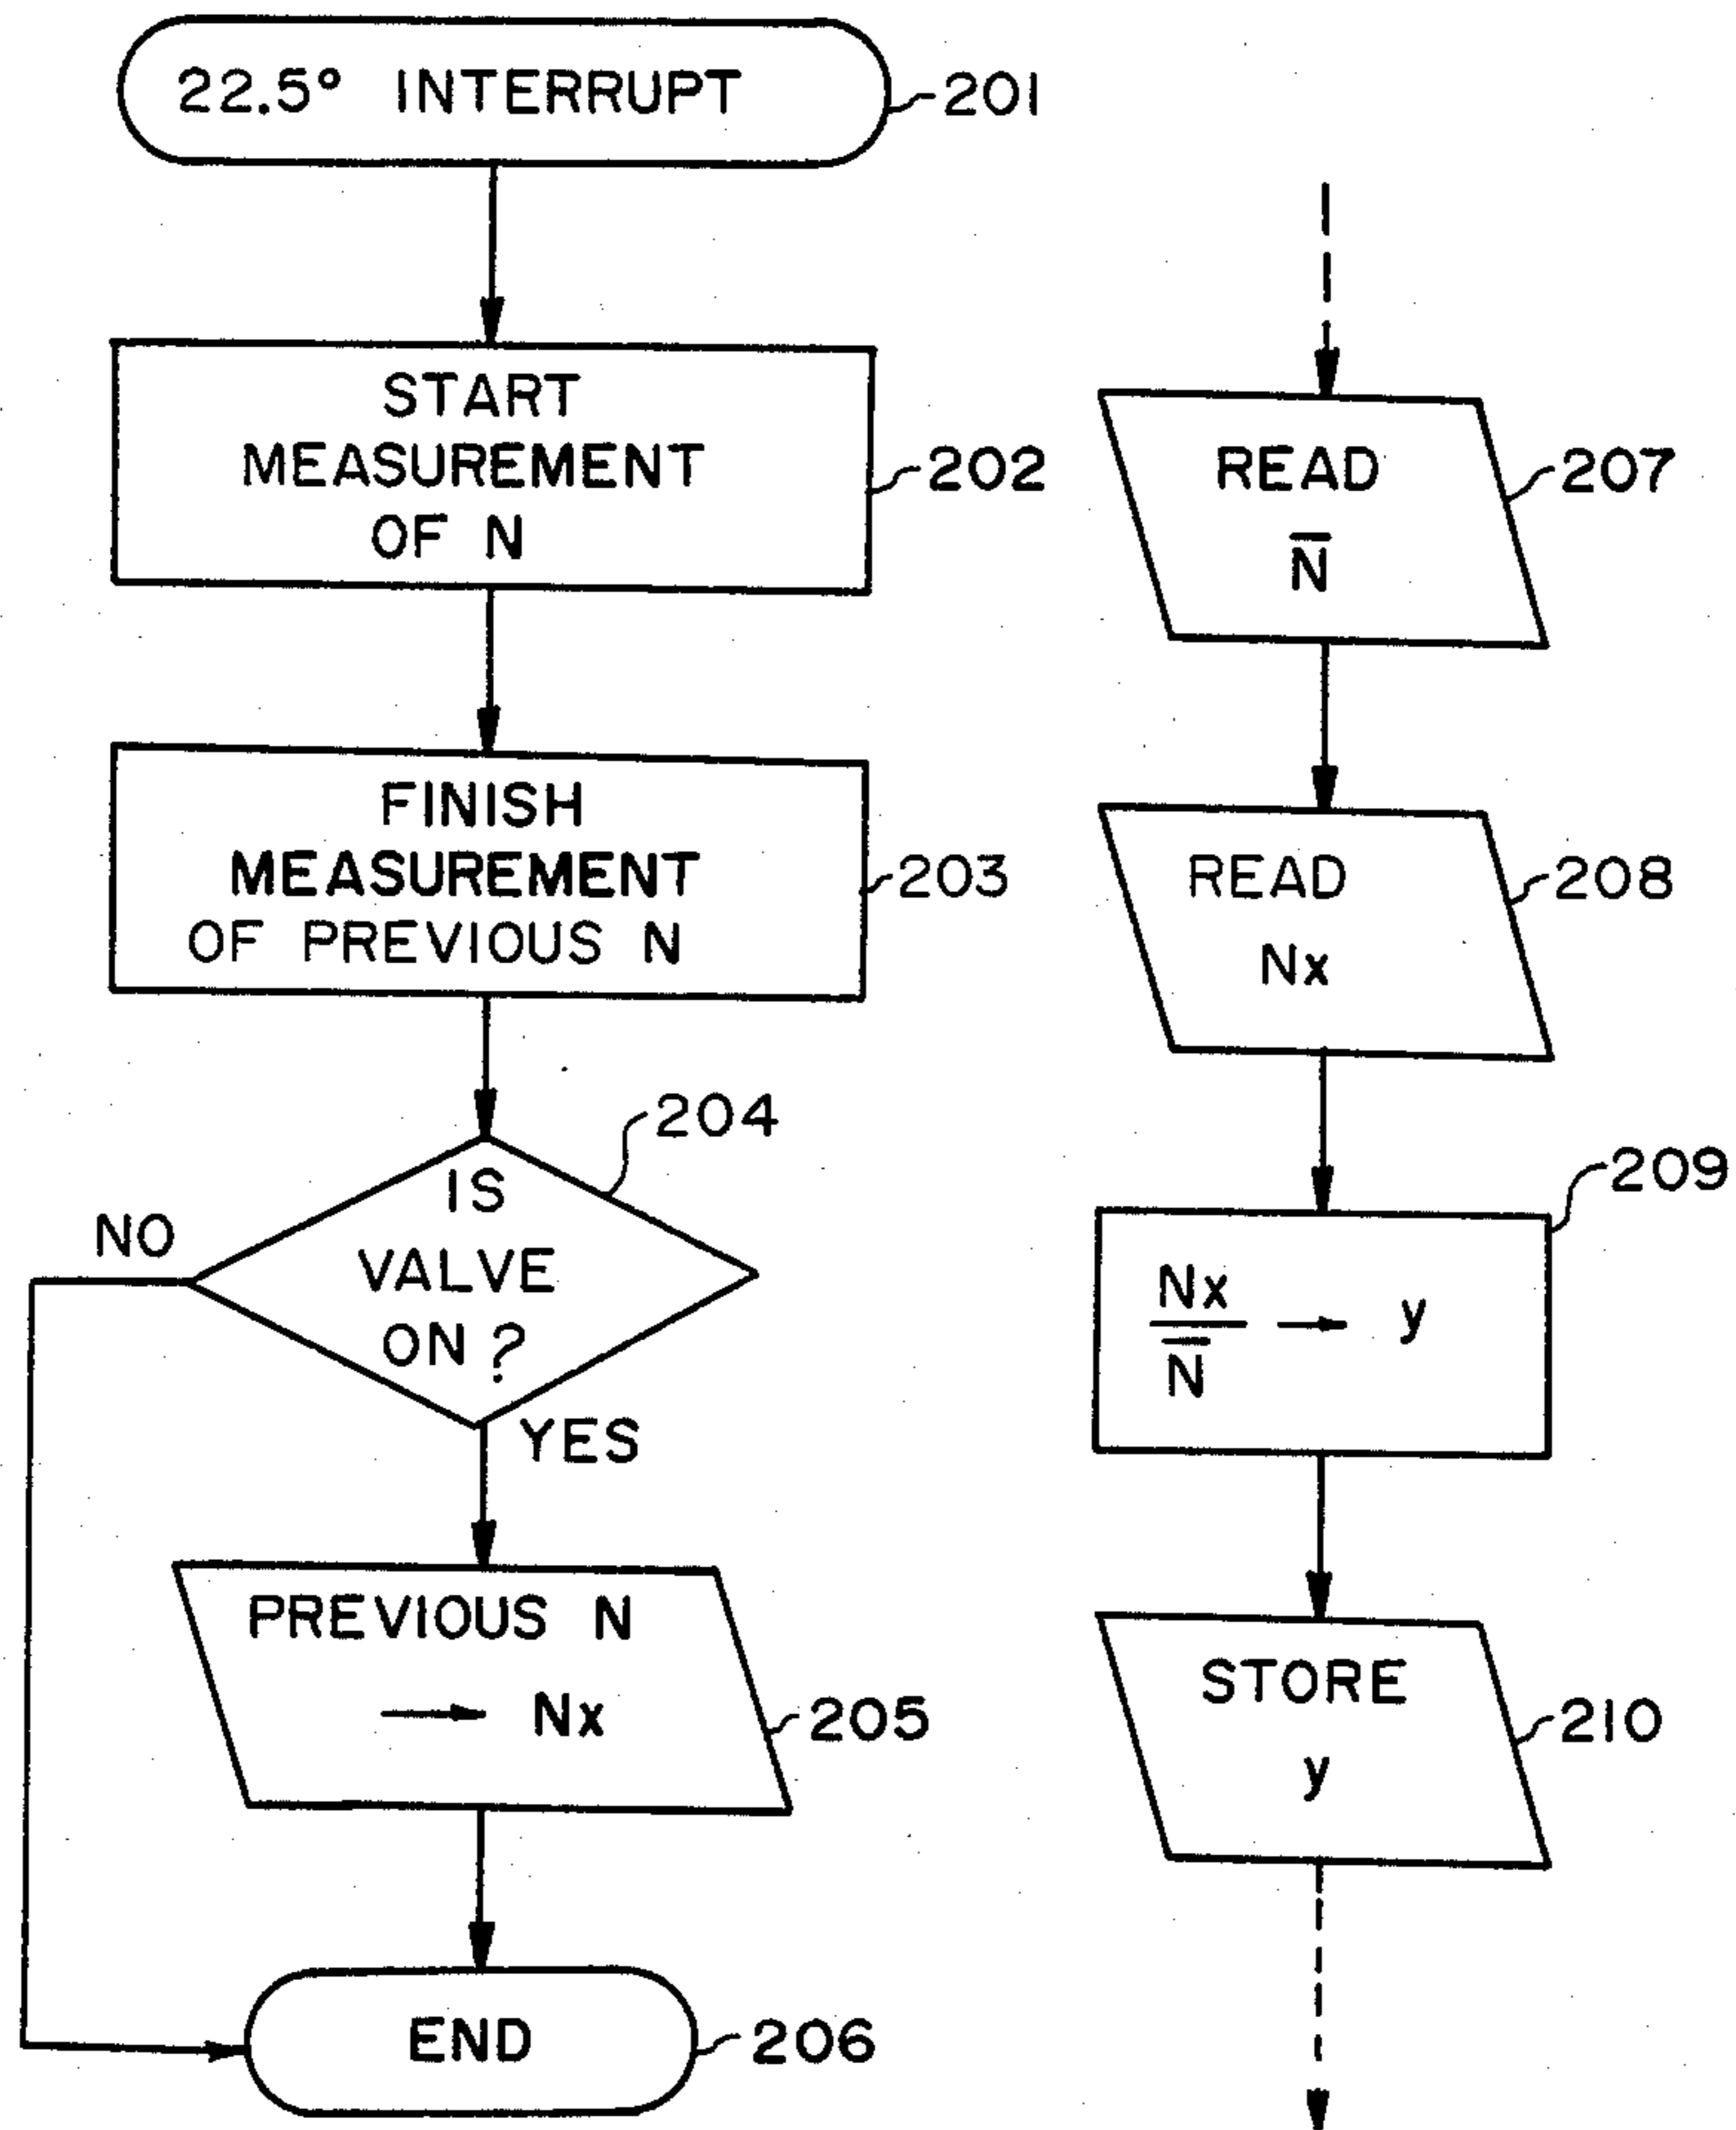 22.5° INTERRUPT
201
START
MEASUREMENT
OF N
202
FINISH
MEASUREMENT
OF PREVIOUS N
203
IS
VALVE
ON?
204
NO
YES
PREVIOUS N
→ Nx
205
END
206
READ
N̅
207
READ
Nx
208
Nx
→ y
N̅
209
STORE
y
210